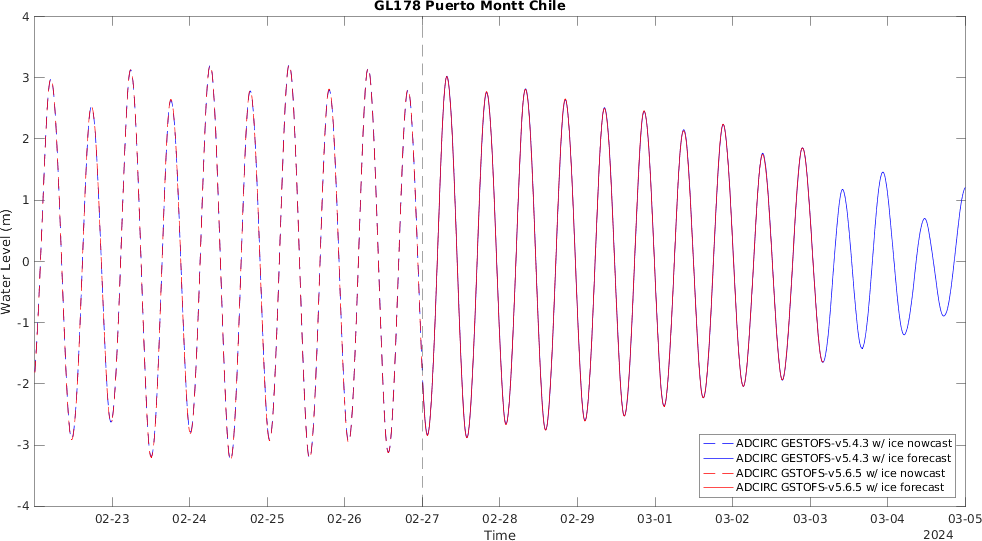 GL178 Puerto Montt Chile
4
3
2
1
0
-1
-2
-3
-4
Water Level (m)
02-23 02-24 02-25 02-26 02-27 02-28 02-29 03-01 03-02 03-03 03-04 03-05
Time
2024
ADCIRC GESTOFS-v5.4.3 w/ ice nowcast
ADCIRC GESTOFS-v5.4.3 w/ ice forecast
ADCIRC GSTOFS-v5.6.5 w/ ice nowcast
ADCIRC GSTOFS-v5.6.5 w/ ice forecast